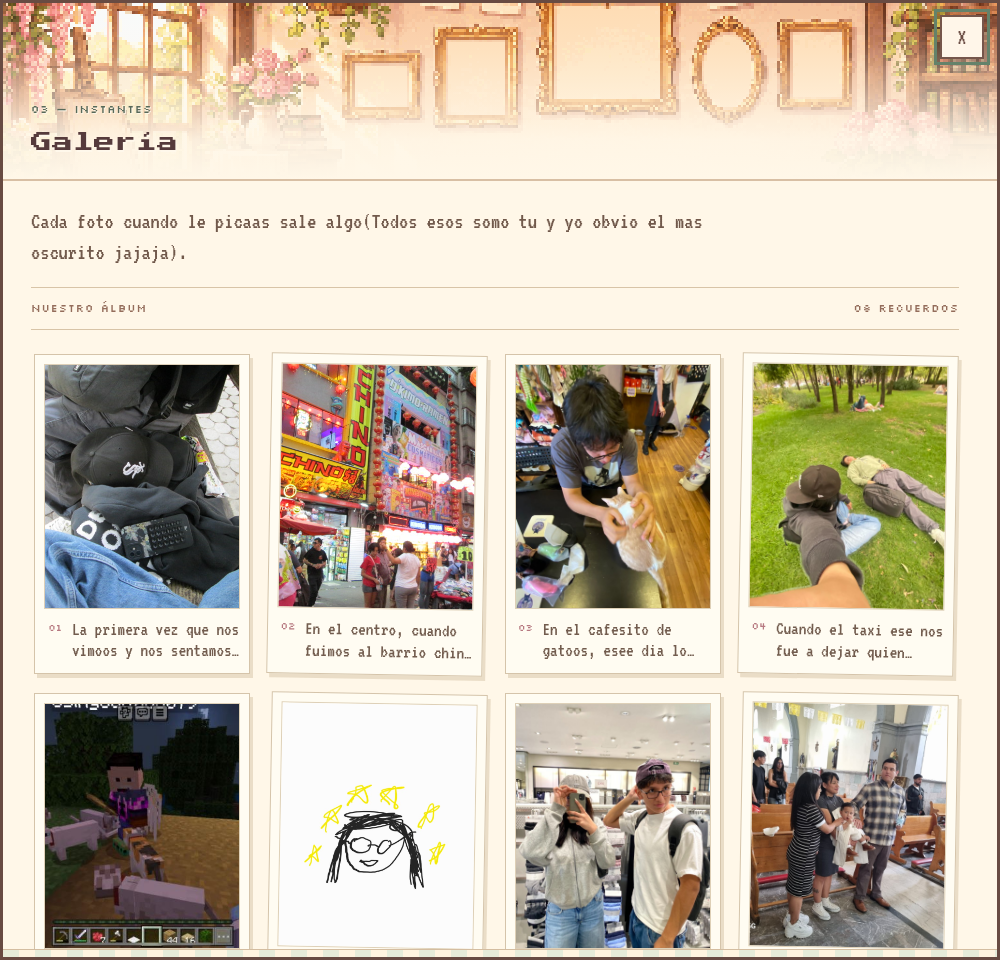 X
03 — INSTANTES
Galería
Cada foto cuando le picaas sale algo(Todos esos somo tu y yo obvio el mas
oscurito jajaja).
NUESTRO ÁLBUM
08 RECUERDOS
01 La primera vez que nos
vimoos y nos sentamos…
02 En el centro, cuando
fuimos al barrio chin…
03 En el cafesito de
gatoos, esee dia lo…
04 Cuando el taxi ese nos
fue a dejar quien…
CHINO
CHINO